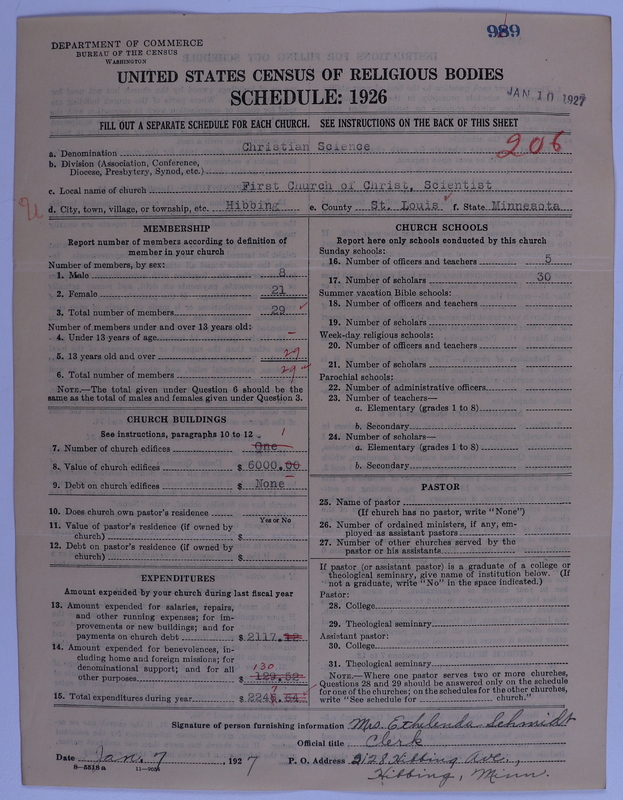 989
DEPARTMENT OF COMMERCE
BUREAU OF THE CENSUS
WASHINGTON
UNITED STATES CENSUS OF RELIGIOUS BODIES
SCHEDULE: 1926
JAN 10 1927
FILL OUT A SEPARATE SCHEDULE FOR EACH CHURCH. SEE INSTRUCTIONS ON THE BACK OF THIS SHEET
206
a. Denomination Christian Science
b. Division (Association, Conference,
Diocese, Presbytery, Synod, etc.)
c. Local name of church First Church of Christ, Scientist
d. City, town, village, or township, etc. Hibbing e. County St. Louis f. State Minnesota
MEMBERSHIP
Report number of members according to definition of
member in your church
Number of members, by sex:
1. Male 8
2. Female 21
3. Total number of members 29
Number of members under and over 13 years old:
4. Under 13 years of age –
5. 13 years old and over 29
6. Total number of members 29
NOTE.—The total given under Question 6 should be the
same as the total of males and females given under Question 3.
CHURCH BUILDINGS
See instructions, paragraphs 10 to 12
1
7. Number of church edifices One
8. Value of church edifices $ 6000.00
9. Debt on church edifices $ None
10. Does church own pastor's residence
Yes or No
11. Value of pastor's residence (if owned by
church) $
12. Debt on pastor's residence (if owned by
church) $
EXPENDITURES
Amount expended by your church during last fiscal year
13. Amount expended for salaries, repairs,
and other running expenses; for im-
provements or new buildings; and for
payments on church debt $ 2117.
14. Amount expended for benevolences, in-
cluding home and foreign missions; for
denominational support; and for all
130
other purposes $ 129.52
7
15. Total expenditures during year $
CHURCH SCHOOLS
Report here only schools conducted by this church
Sunday schools:
16. Number of officers and teachers 5
17. Number of scholars 30
Summer vacation Bible schools:
18. Number of officers and teachers
19. Number of scholars
Week-day religious schools:
20. Number of officers and teachers
21. Number of scholars
Parochial schools:
22. Number of administrative officers
23. Number of teachers—
a. Elementary (grades 1 to 8)
b. Secondary
24. Number of scholars—
a. Elementary (grades 1 to 8)
b. Secondary
PASTOR
25. Name of pastor
(If church has no pastor, write "None")
26. Number of ordained ministers, if any, em-
ployed as assistant pastors
27. Number of other churches served by the
pastor or his assistants
If pastor (or assistant pastor) is a graduate of a college or
theological seminary, give name of institution below. (If
not a graduate, write "No" in the space indicated.)
Pastor:
28. College
29. Theological seminary
Assistant pastor:
30. College
31. Theological seminary
NOTE.—Where one pastor serves two or more churches,
Questions 28 and 29 should be answered only on the schedule
for one of the churches; on the schedules for the other churches,
write "See schedule for church."
Signature of person furnishing information Mrs. Ethelenda Schmidt
Official title Clerk
Date Jan. 7, 1927 P. O. Address 2128 Hibbing Ave.,
8—5518a 11—9054 Hibbing, Minn.